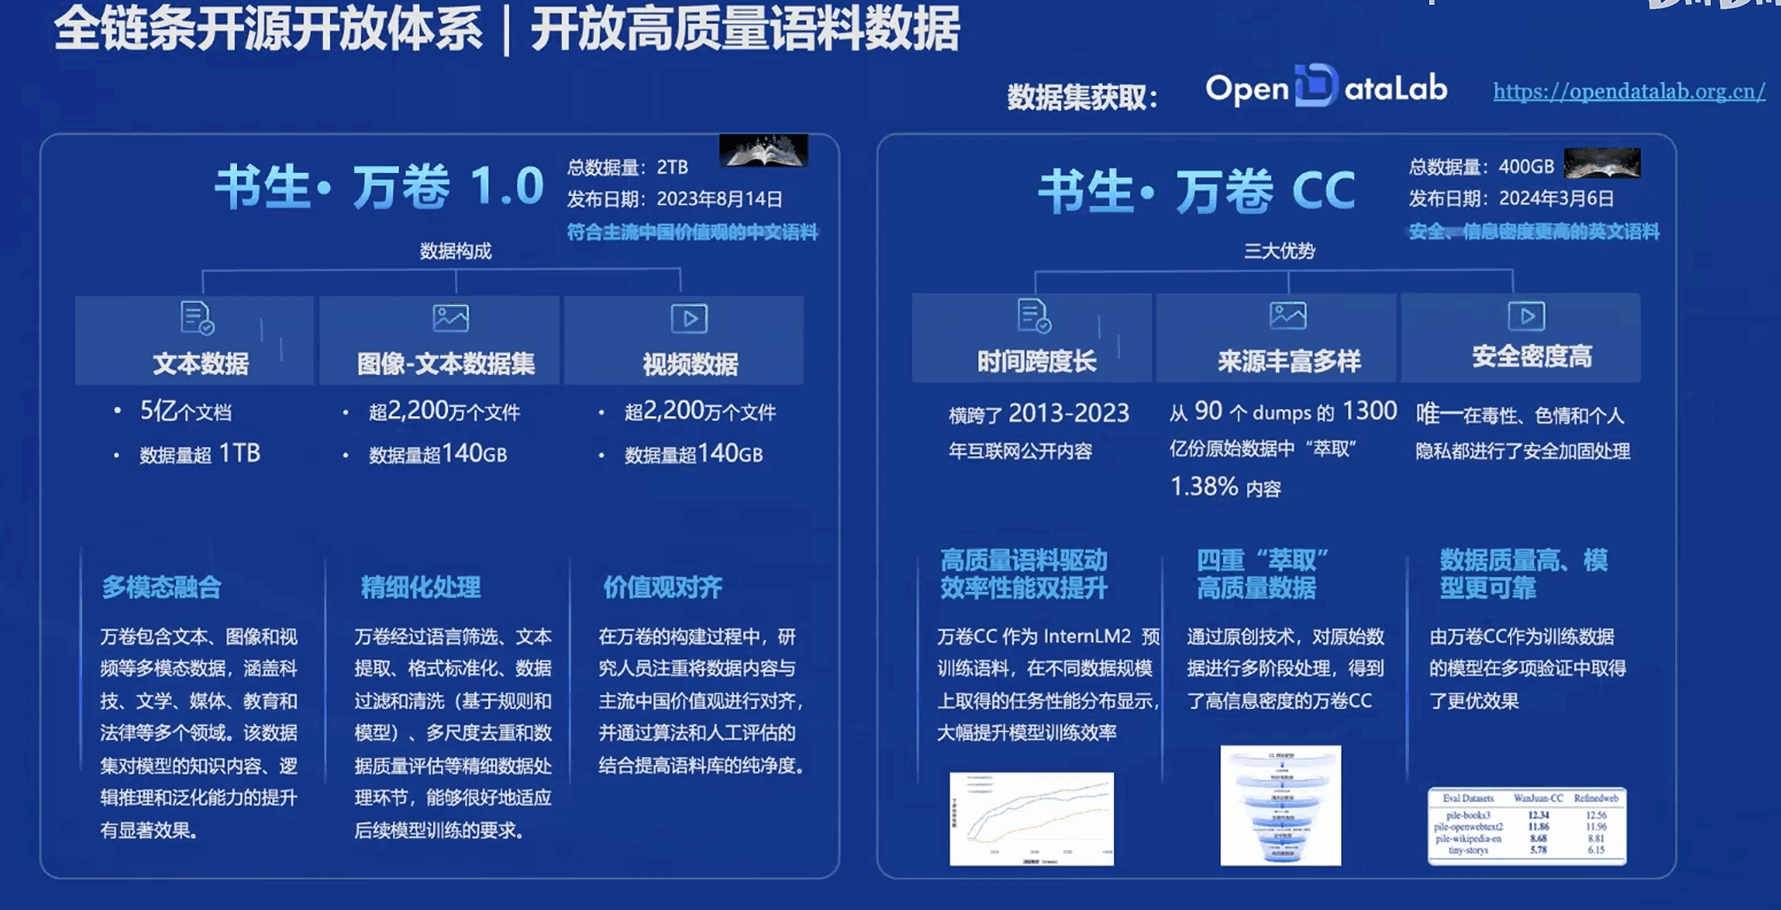 全链条开源开放体系｜开放高质量语料数据
数据集获取：
OpenDataLab
https://opendatalab.org.cn/
书生·万卷 1.0
总数据量：2TB
发布日期：2023年8月14日
符合主流中国价值观的中文语料
数据构成
文本数据
图像-文本数据集
视频数据
• 5亿个文档
• 数据量超 1TB
• 超2,200万个文件
• 数据量超140GB
• 超2,200万个文件
• 数据量超140GB
多模态融合
万卷包含文本、图像和视
频等多模态数据，涵盖科
技、文学、媒体、教育和
法律等多个领域。该数据
集对模型的知识内容、逻
辑推理和泛化能力的提升
有显著效果。
精细化处理
万卷经过语言筛选、文本
提取、格式标准化、数据
过滤和清洗（基于规则和
模型）、多尺度去重和数
据质量评估等精细数据处
理环节，能够很好地适应
后续模型训练的要求。
价值观对齐
在万卷的构建过程中，研
究人员注重将数据内容与
主流中国价值观进行对齐，
并通过算法和人工评估的
结合提高语料库的纯净度。
书生·万卷 CC
总数据量：400GB
发布日期：2024年3月6日
安全、信息密度更高的英文语料
三大优势
时间跨度长
来源丰富多样
安全密度高
横跨了 2013-2023
年互联网公开内容
从 90 个 dumps 的 1300
亿份原始数据中“萃取”
1.38% 内容
唯一在毒性、色情和个人
隐私都进行了安全加固处理
高质量语料驱动
效率性能双提升
万卷CC 作为 InternLM2 预
训练语料，在不同数据规模
上取得的任务性能分布显示，
大幅提升模型训练效率
四重“萃取”
高质量数据
通过原创技术，对原始数
据进行多阶段处理，得到
了高信息密度的万卷CC
数据质量高、模
型更可靠
由万卷CC作为训练数据
的模型在多项验证中取得
了更优效果
Eval Datasets WanJuan-CC Refinedweb
pile-books3 12.34 12.56
pile-openwebtext2 11.86 11.96
pile-wikipedia-en 8.68 8.81
tiny-storys 5.78 6.15